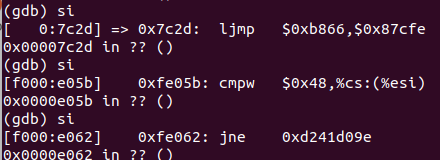 (gdb) si
[   0:7c2d] => 0x7c2d:  ljmp   $0xb866,$0x87cfe
0x00007c2d in ?? ()
(gdb) si
[f000:e05b]    0xfe05b: cmpw   $0x48,%cs:(%esi)
0x0000e05b in ?? ()
(gdb) si
[f000:e062]    0xfe062: jne    0xd241d09e
0x0000e062 in ?? ()